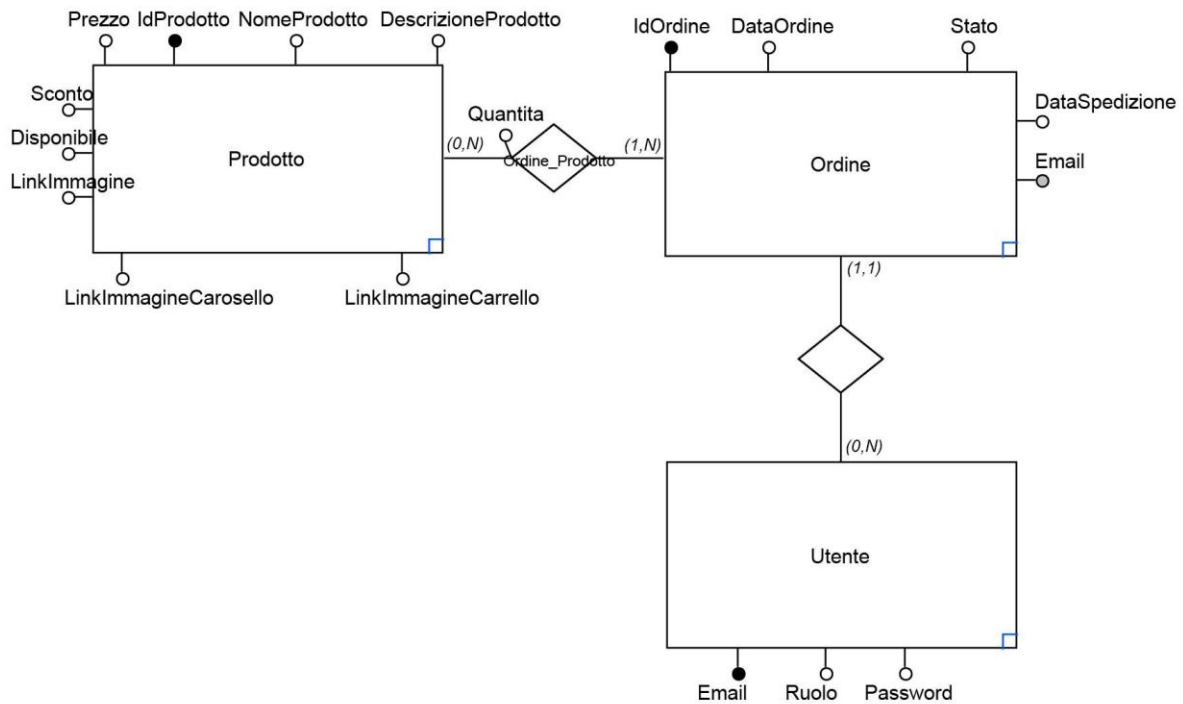 Prezzo IdProdotto NomeProdotto DescrizioneProdotto
IdOrdine DataOrdine Stato
Sconto
Disponibile
LinkImmagine
Prodotto
Quantita
(0,N)
Ordine_Prodotto
(1,N)
Ordine
DataSpedizione
Email
LinkImmagineCarosello LinkImmagineCarrello
(1,1)
(0,N)
Utente
Email Ruolo Password